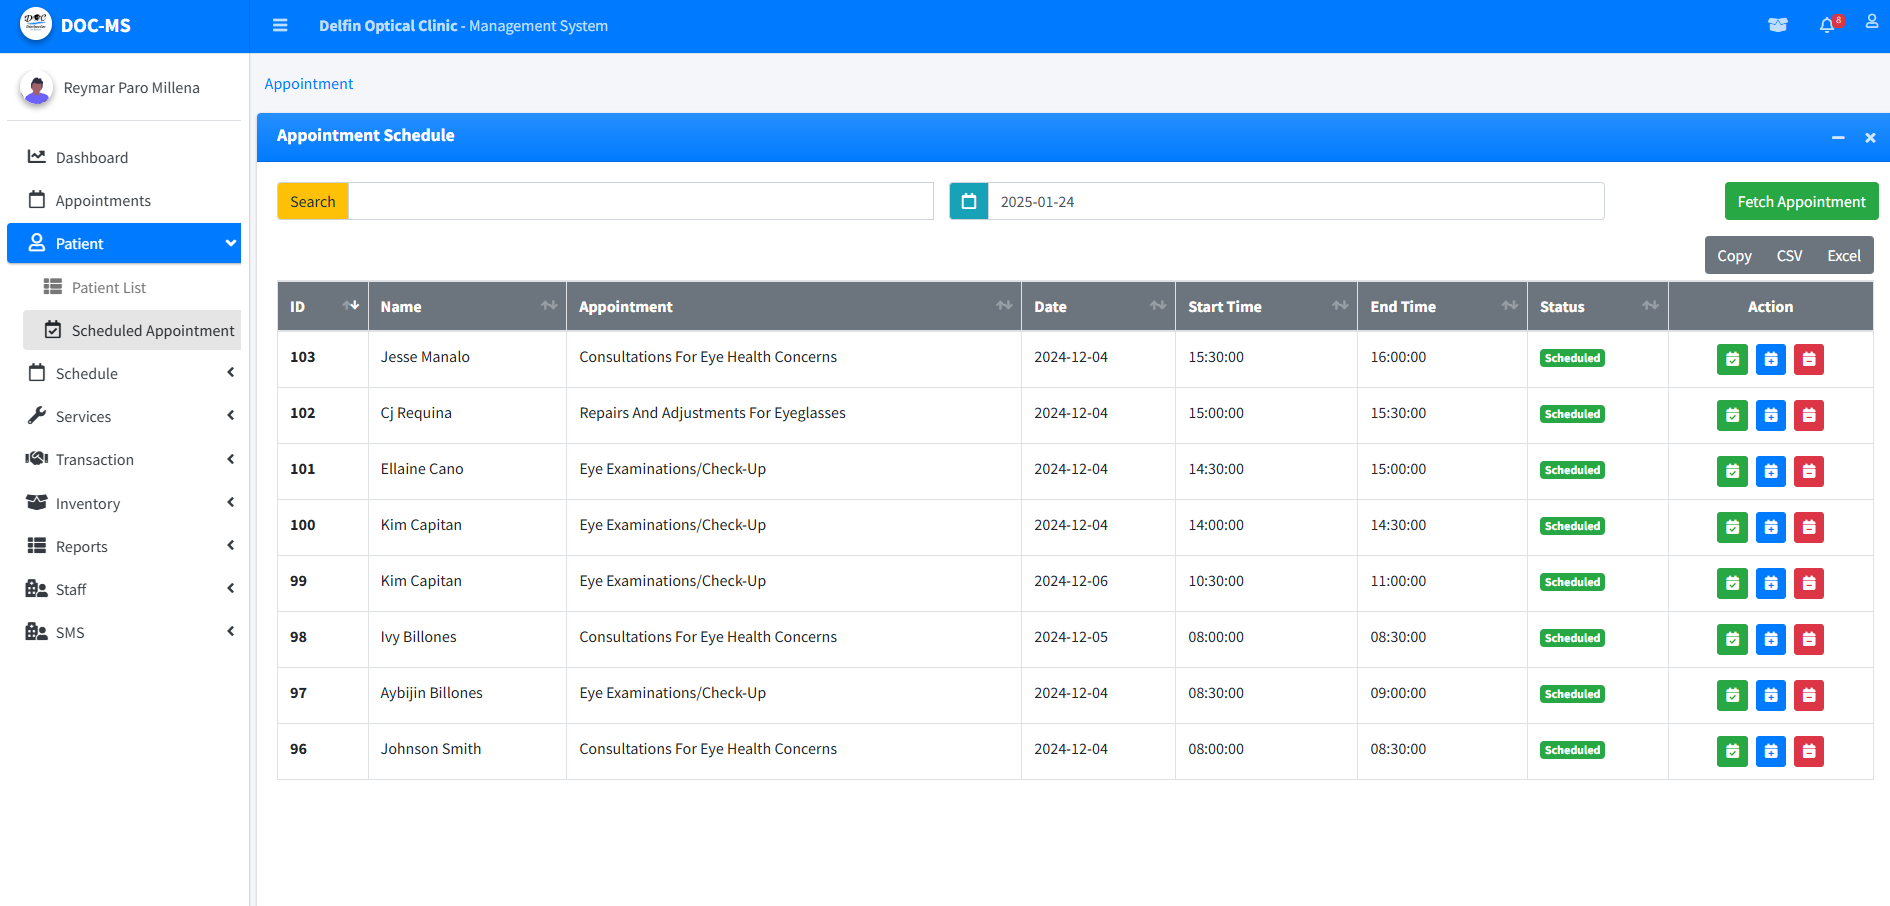 DOC-MS
Delfin Optical Clinic - Management System
8
Reymar Paro Millena
Dashboard
Appointments
Patient
Patient List
Scheduled Appointment
Schedule
Services
Transaction
Inventory
Reports
Staff
SMS
Appointment
Appointment Schedule
Search 2025-01-24 Fetch Appointment
Copy CSV Excel
ID Name Appointment Date Start Time End Time Status Action
103 Jesse Manalo Consultations For Eye Health Concerns 2024-12-04 15:30:00 16:00:00 Scheduled
102 Cj Requina Repairs And Adjustments For Eyeglasses 2024-12-04 15:00:00 15:30:00 Scheduled
101 Ellaine Cano Eye Examinations/Check-Up 2024-12-04 14:30:00 15:00:00 Scheduled
100 Kim Capitan Eye Examinations/Check-Up 2024-12-04 14:00:00 14:30:00 Scheduled
99 Kim Capitan Eye Examinations/Check-Up 2024-12-06 10:30:00 11:00:00 Scheduled
98 Ivy Billones Consultations For Eye Health Concerns 2024-12-05 08:00:00 08:30:00 Scheduled
97 Aybijin Billones Eye Examinations/Check-Up 2024-12-04 08:30:00 09:00:00 Scheduled
96 Johnson Smith Consultations For Eye Health Concerns 2024-12-04 08:00:00 08:30:00 Scheduled